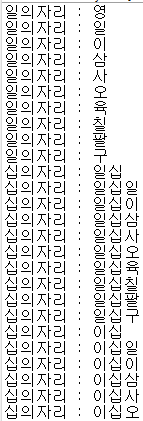 일의자리 : 영
일의자리 : 일
일의자리 : 이
일의자리 : 삼
일의자리 : 사
일의자리 : 오
일의자리 : 육
일의자리 : 칠
일의자리 : 팔
일의자리 : 구
십의자리 : 일십
십의자리 : 일십일
십의자리 : 일십이
십의자리 : 일십삼
십의자리 : 일십사
십의자리 : 일십오
십의자리 : 일십육
십의자리 : 일십칠
십의자리 : 일십팔
십의자리 : 일십구
십의자리 : 이십
십의자리 : 이십일
십의자리 : 이십이
십의자리 : 이십삼
십의자리 : 이십사
십의자리 : 이십오